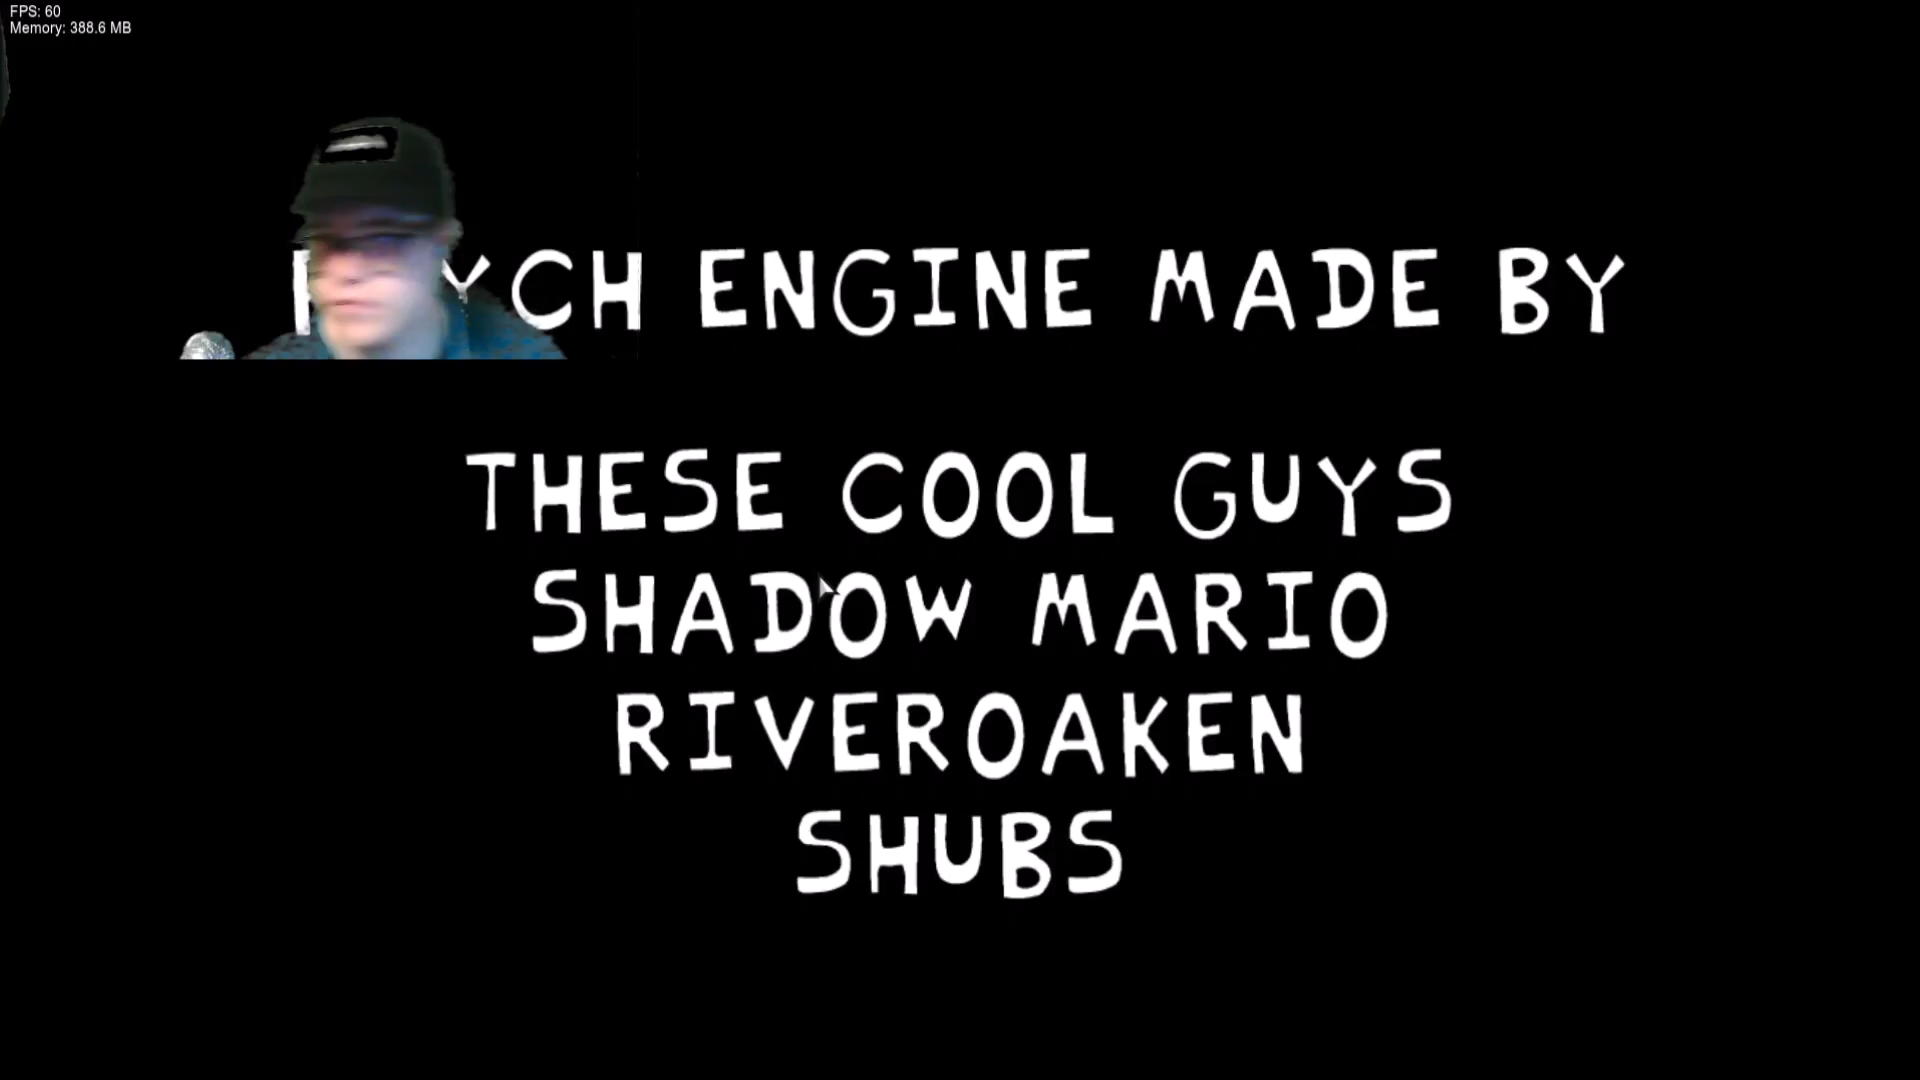 FPS: 60
Memory: 388.6 MB
YCH ENGINE MADE BY
THESE COOL GUYS
SHADOW MARIO
RIVEROAKEN
SHUBS